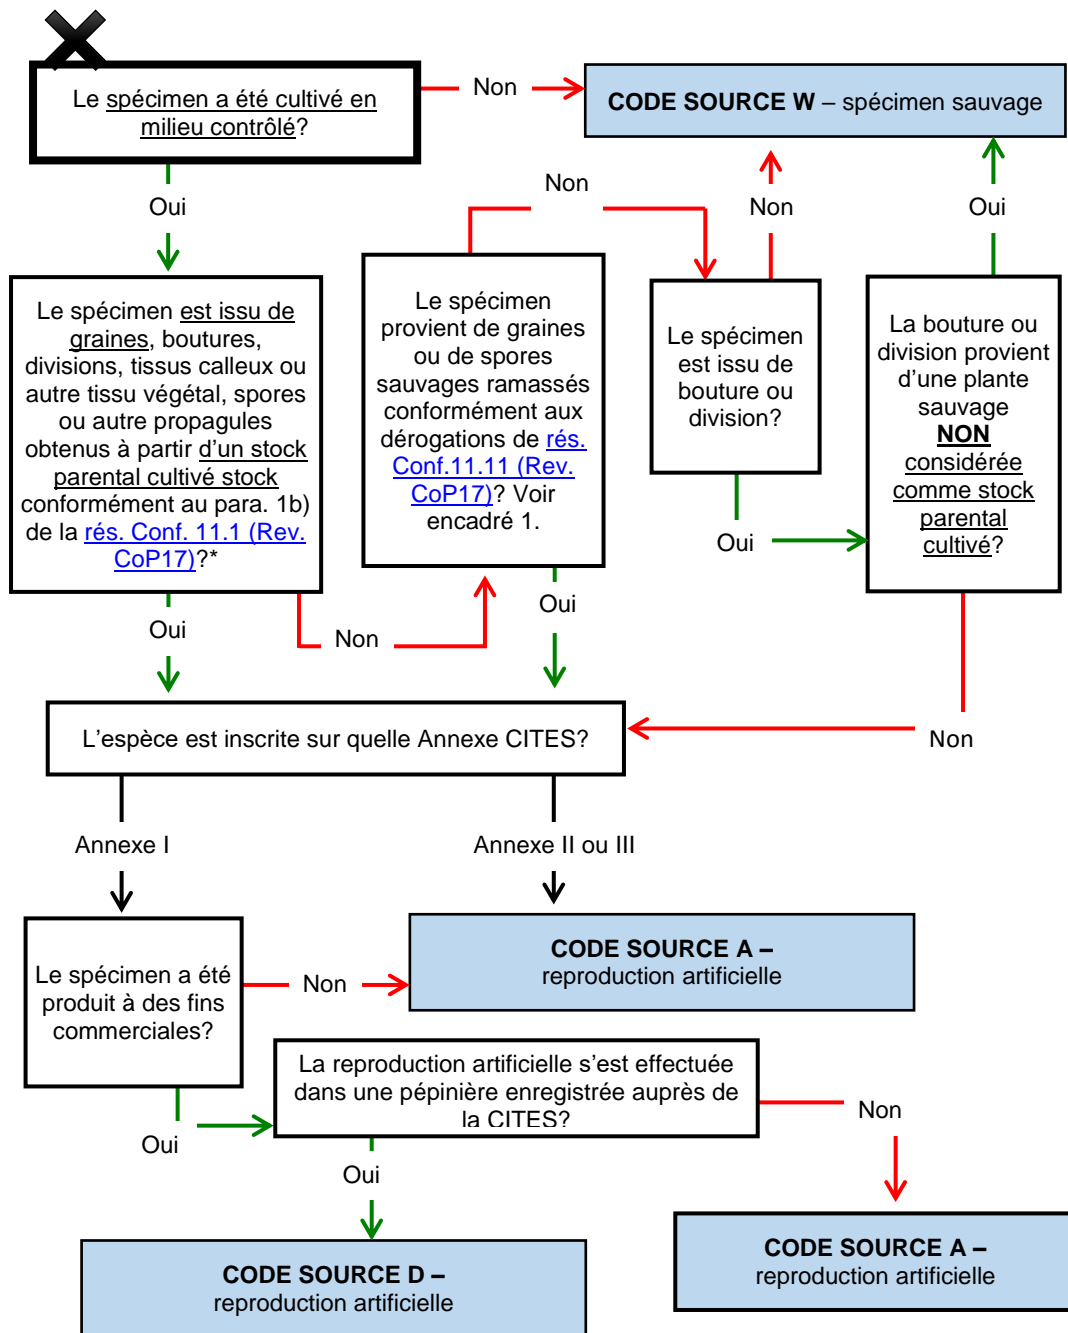 Le spécimen a été cultivé en
milieu contrôlé?
Non
CODE SOURCE W – spécimen sauvage
Oui
Non
Non
Oui
Le spécimen est issu de
graines, boutures,
divisions, tissus calleux ou
autre tissu végétal, spores
ou autre propagules
obtenus à partir d’un stock
parental cultivé stock
conformément au para. 1b)
de la rés. Conf. 11.1 (Rev.
CoP17)?*
Le spécimen
provient de graines
ou de spores
sauvages ramassés
conformément aux
dérogations de rés.
Conf.11.11 (Rev.
CoP17)? Voir
encadré 1.
Le spécimen
est issu de
bouture ou
division?
La bouture ou
division provient
d’une plante
sauvage
NON
considérée
comme stock
parental
cultivé?
Oui
Oui
Non
Oui
Non
L’espèce est inscrite sur quelle Annexe CITES?
Annexe I
Annexe II ou III
Le spécimen a été
produit à des fins
commerciales?
Non
CODE SOURCE A –
reproduction artificielle
La reproduction artificielle s’est effectuée
dans une pépinière enregistrée auprès de
la CITES?
Oui
Non
Oui
CODE SOURCE D –
reproduction artificielle
CODE SOURCE A –
reproduction artificielle